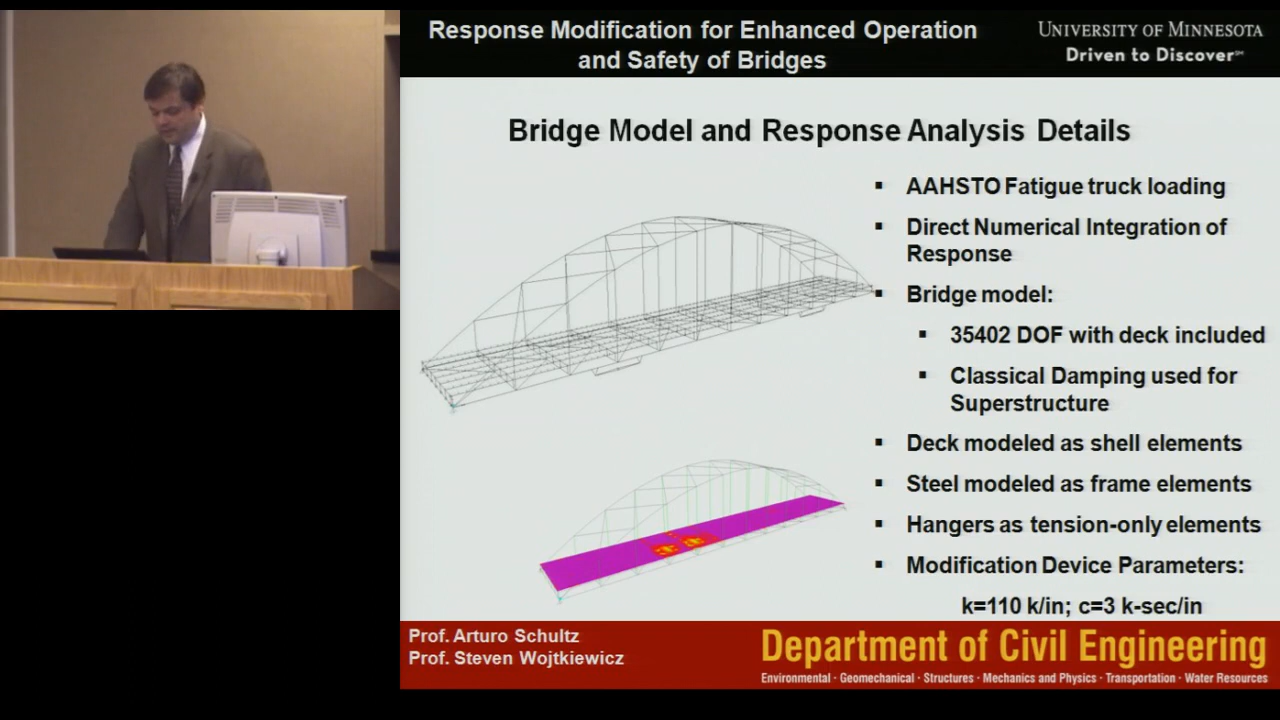 Response Modification for Enhanced Operation
and Safety of Bridges
UNIVERSITY OF MINNESOTA
Driven to Discover℠
Bridge Model and Response Analysis Details
▪ AAHSTO Fatigue truck loading
▪ Direct Numerical Integration of
Response
▪ Bridge model:
▪ 35402 DOF with deck included
▪ Classical Damping used for
Superstructure
▪ Deck modeled as shell elements
▪ Steel modeled as frame elements
▪ Hangers as tension-only elements
▪ Modification Device Parameters:
k=110 k/in; c=3 k-sec/in
Prof. Arturo Schultz
Prof. Steven Wojtkiewicz
Department of Civil Engineering
Environmental · Geomechanical · Structures · Mechanics and Physics · Transportation · Water Resources